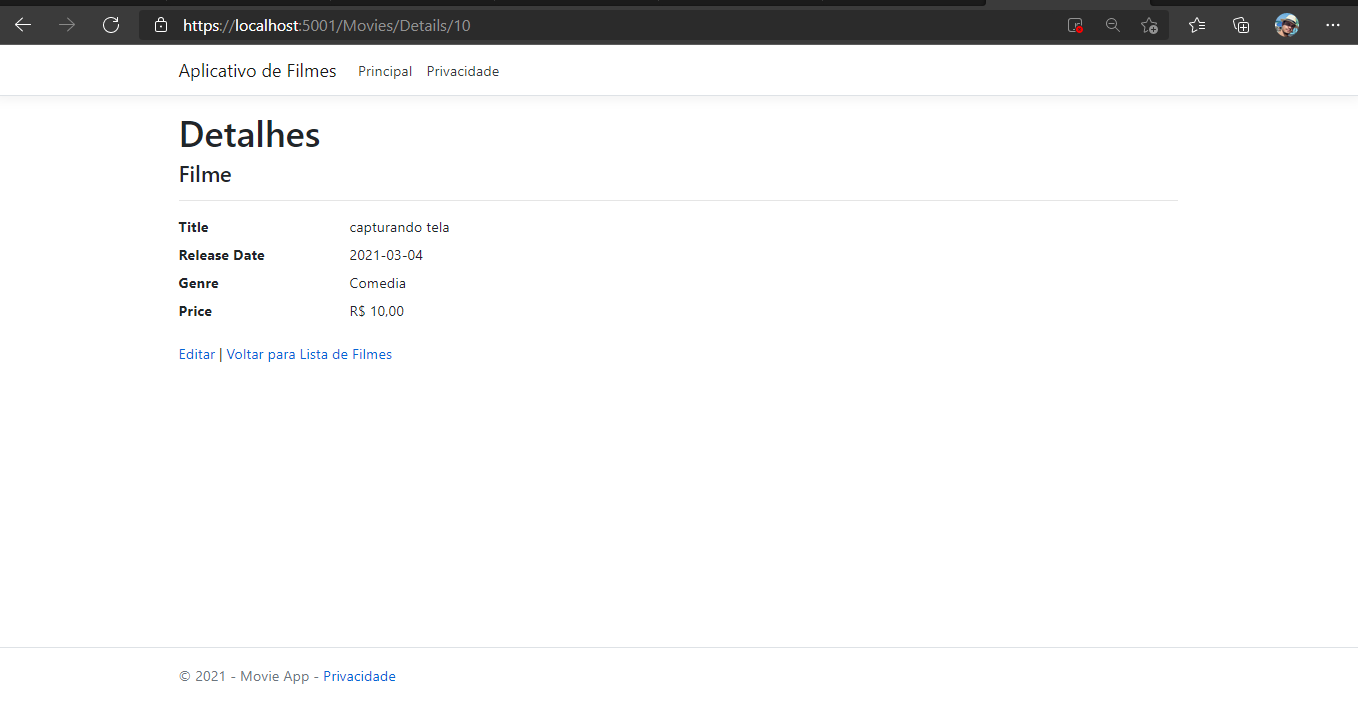 https://localhost:5001/Movies/Details/10
Aplicativo de Filmes Principal Privacidade
Detalhes
Filme
Title capturando tela
Release Date 2021-03-04
Genre Comedia
Price R$ 10,00
Editar | Voltar para Lista de Filmes
© 2021 - Movie App - Privacidade